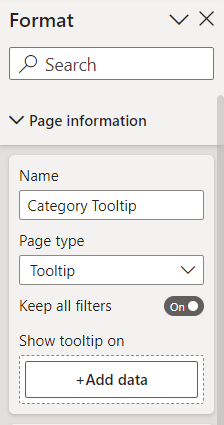 Format
Search
Page information
Name
Category Tooltip
Page type
Tooltip
Keep all filters On
Show tooltip on
+Add data